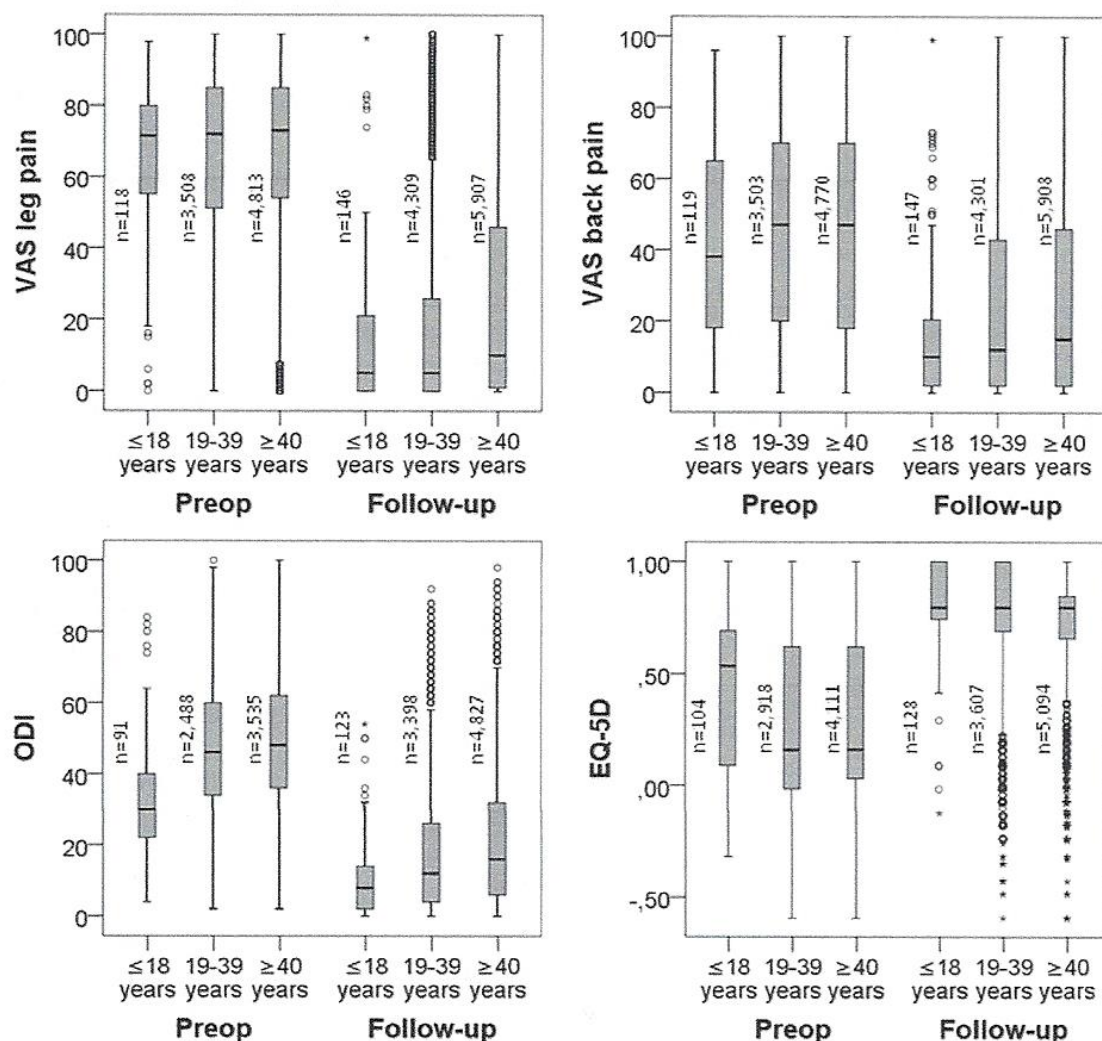 VAS leg pain
100
80
60
40
20
0
n=118
n=3,508
n=4,813
n=146
n=4,309
n=5,907
≤18 19-39 ≥40 ≤18 19-39 ≥40
years years years years years years
Preop Follow-up
VAS back pain
100
80
60
40
20
0
n=119
n=3,503
n=4,770
n=147
n=4,301
n=5,908
≤18 19-39 ≥40 ≤18 19-39 ≥40
years years years years years years
Preop Follow-up
ODI
100
80
60
40
20
0
n=91
n=2,488
n=3,535
n=123
n=3,398
n=4,827
≤18 19-39 ≥40 ≤18 19-39 ≥40
years years years years years years
Preop Follow-up
EQ-5D
1,00
,50
,00
-,50
n=104
n=2,918
n=4,111
n=128
n=3,607
n=5,094
≤18 19-39 ≥40 ≤18 19-39 ≥40
years years years years years years
Preop Follow-up